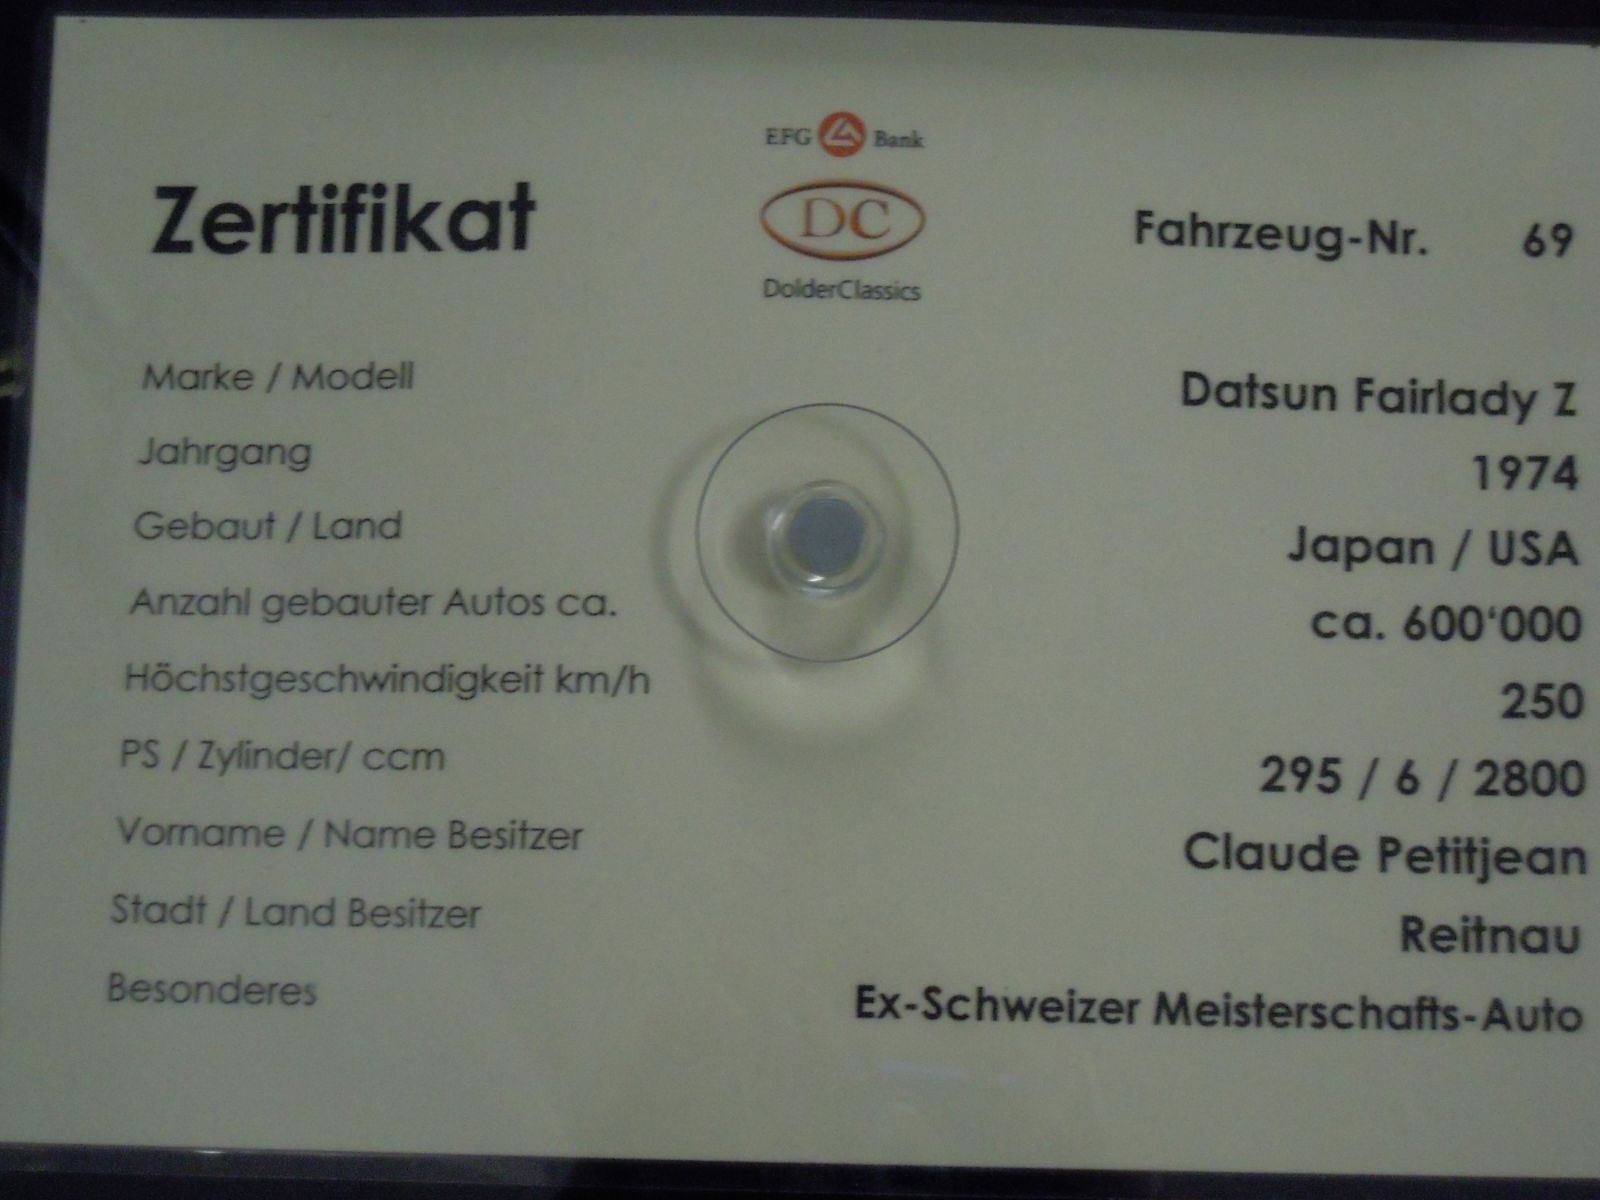 EFG Bank
Zertifikat
DC
DolderClassics
Fahrzeug-Nr. 69
Marke / Modell Datsun Fairlady Z
Jahrgang 1974
Gebaut / Land Japan / USA
Anzahl gebauter Autos ca. ca. 600‘000
Höchstgeschwindigkeit km/h 250
PS / Zylinder/ ccm 295 / 6 / 2800
Vorname / Name Besitzer Claude Petitjean
Stadt / Land Besitzer Reitnau
Besonderes Ex-Schweizer Meisterschafts-Auto